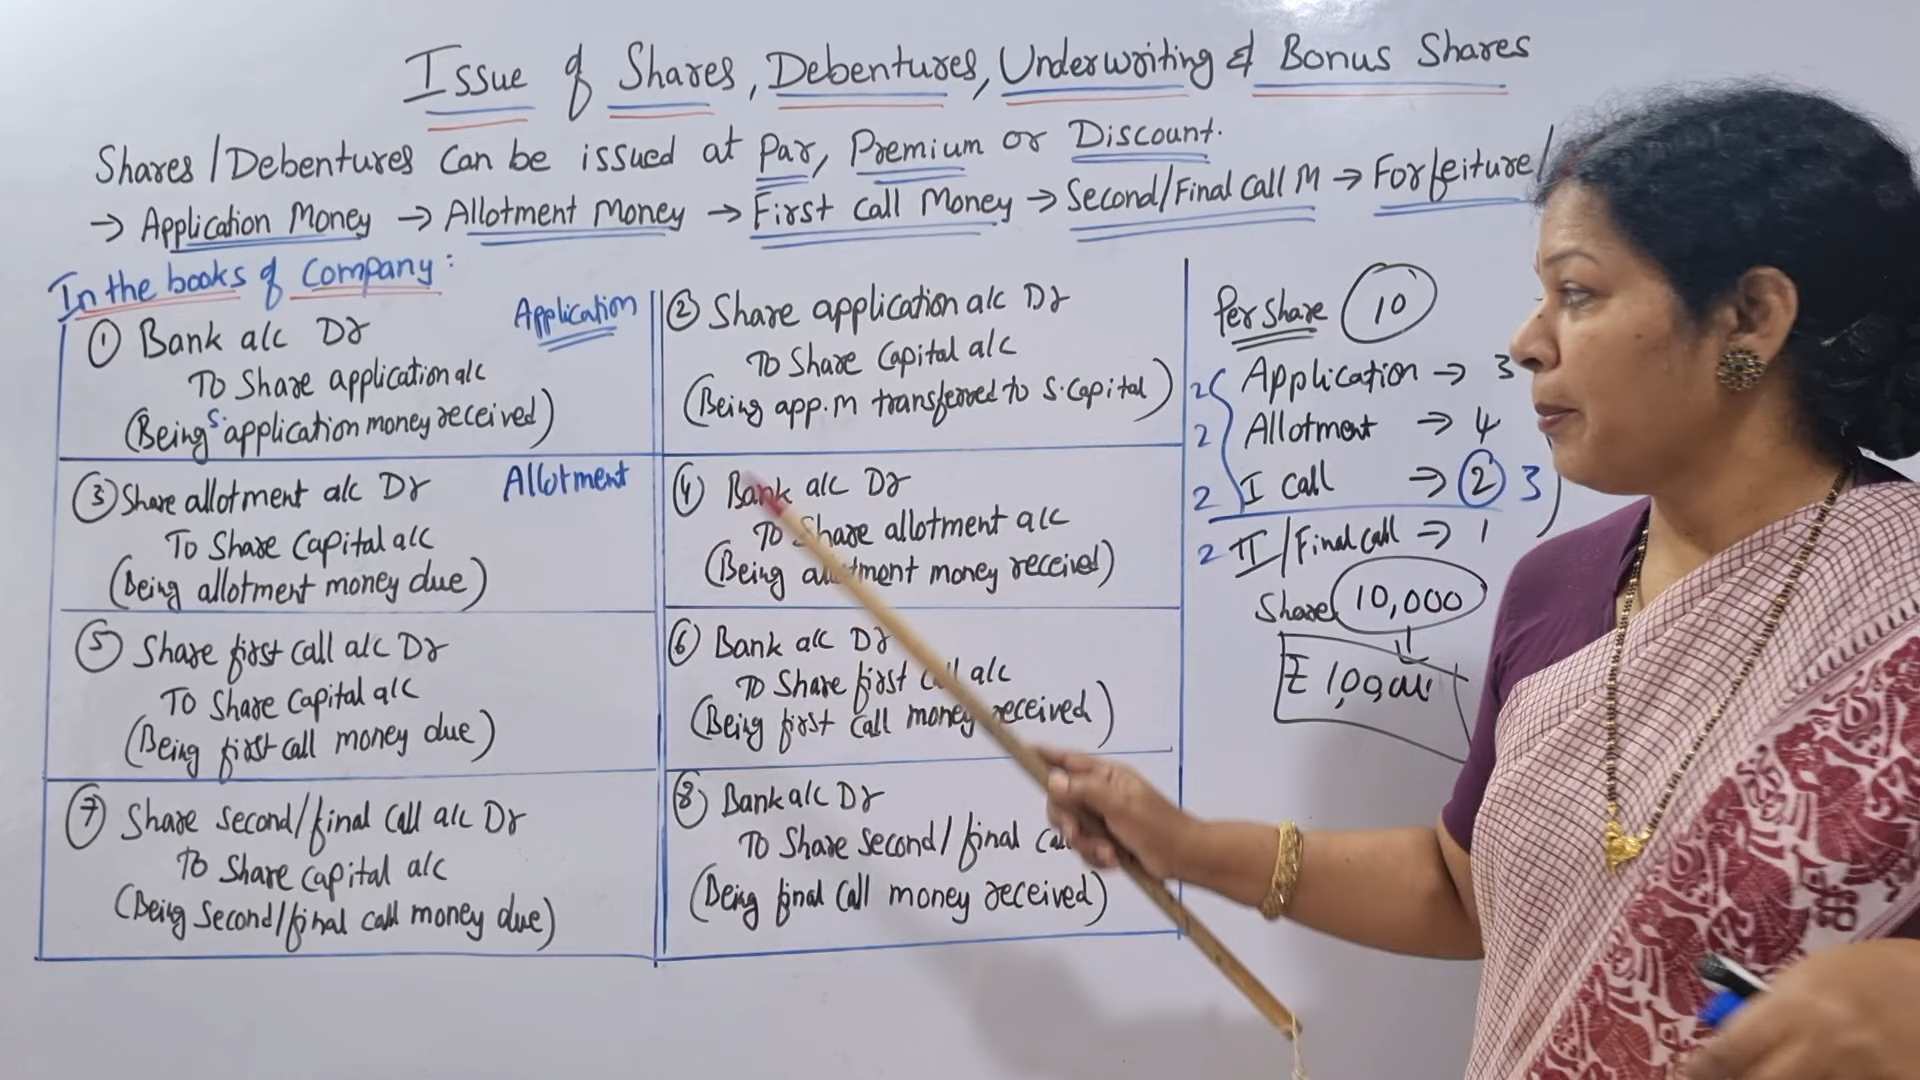 Issue of Shares, Debentures, Underwriting & Bonus Shares
Shares/Debentures can be issued at Par, Premium or Discount.
→ Application Money → Allotment Money → First Call Money → Second/Final Call M → Forfeiture/
In the books of Company:
① Bank a/c Dr
Application
To Share application a/c
(Being S. application money received)
② Share application a/c Dr
To Share Capital a/c
(Being app.M transferred to S.Capital)
③ Share allotment a/c Dr
Allotment
To Share Capital a/c
(Being allotment money due)
④ Bank a/c Dr
To Share allotment a/c
(Being allotment money received)
⑤ Share first call a/c Dr
To Share Capital a/c
(Being first call money due)
⑥ Bank a/c Dr
To Share first call a/c
(Being first call money received)
⑦ Share Second/final call a/c Dr
To Share Capital a/c
(Being Second/final call money due)
⑧ Bank a/c Dr
To Share Second/final
(Being final call money received)
Per Share 10
2 Application → 3
2 Allotment → 4
2 I Call → 2 3
2 II/Final Call → 1
Share 10,000